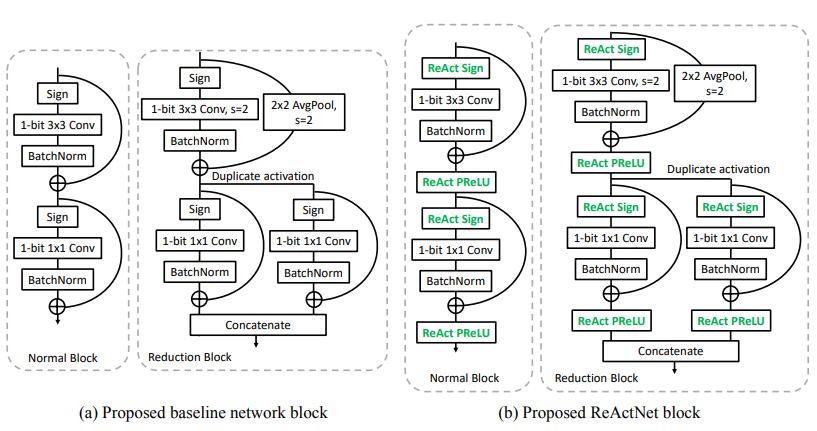 Sign
1-bit 3x3 Conv
BatchNorm
Sign
1-bit 1x1 Conv
BatchNorm
Normal Block
Sign
1-bit 3x3 Conv, s=2
2x2 AvgPool,
s=2
BatchNorm
Duplicate activation
Sign
Sign
1-bit 1x1 Conv
1-bit 1x1 Conv
BatchNorm
BatchNorm
Concatenate
Reduction Block
(a) Proposed baseline network block
ReAct Sign
1-bit 3x3 Conv
BatchNorm
ReAct PReLU
ReAct Sign
1-bit 1x1 Conv
BatchNorm
ReAct PReLU
Normal Block
ReAct Sign
1-bit 3x3 Conv, s=2
2x2 AvgPool,
s=2
BatchNorm
ReAct PReLU
Duplicate activation
ReAct Sign
ReAct Sign
1-bit 1x1 Conv
1-bit 1x1 Conv
BatchNorm
BatchNorm
ReAct PReLU
ReAct PReLU
Concatenate
Reduction Block
(b) Proposed ReActNet block